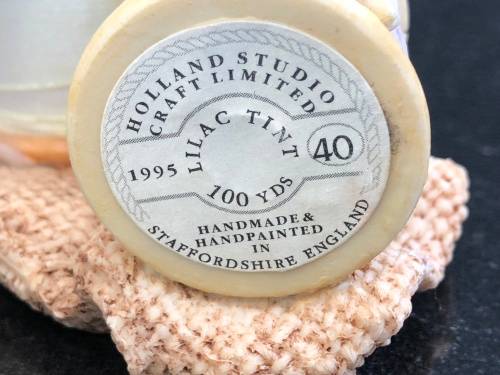 HOLLAND STUDIO
CRAFT LIMITED
LILAC TINT
40
1995
100 YDS
HANDMADE &
HANDPAINTED
IN
STAFFORDSHIRE ENGLAND